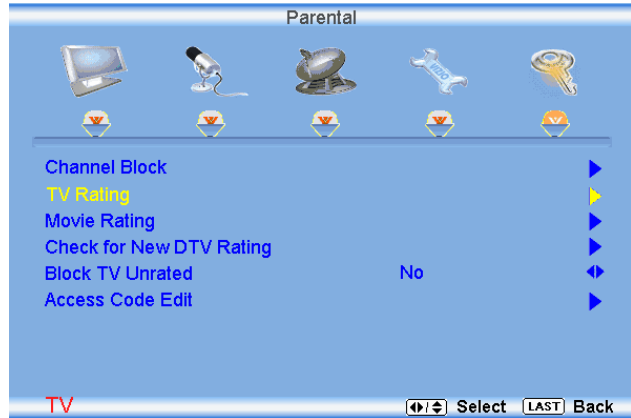 Parental
Channel Block
TV Rating
Movie Rating
Check for New DTV Rating
Block TV Unrated No
Access Code Edit
TV Select LAST Back